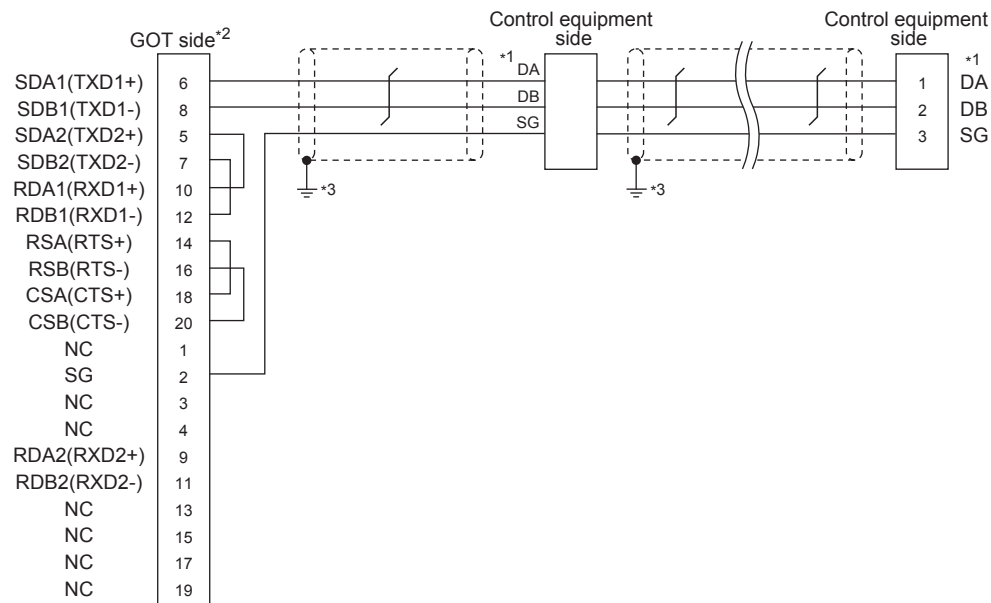 Control equipment
side
Control equipment
side
GOT side*2
*1
*1
SDA1(TXD1+) 6 DA 1 DA
SDB1(TXD1-) 8 DB 2 DB
SDA2(TXD2+) 5 SG 3 SG
SDB2(TXD2-) 7
RDA1(RXD1+) 10 *3 *3
RDB1(RXD1-) 12
RSA(RTS+) 14
RSB(RTS-) 16
CSA(CTS+) 18
CSB(CTS-) 20
NC 1
SG 2
NC 3
NC 4
RDA2(RXD2+) 9
RDB2(RXD2-) 11
NC 13
NC 15
NC 17
NC 19